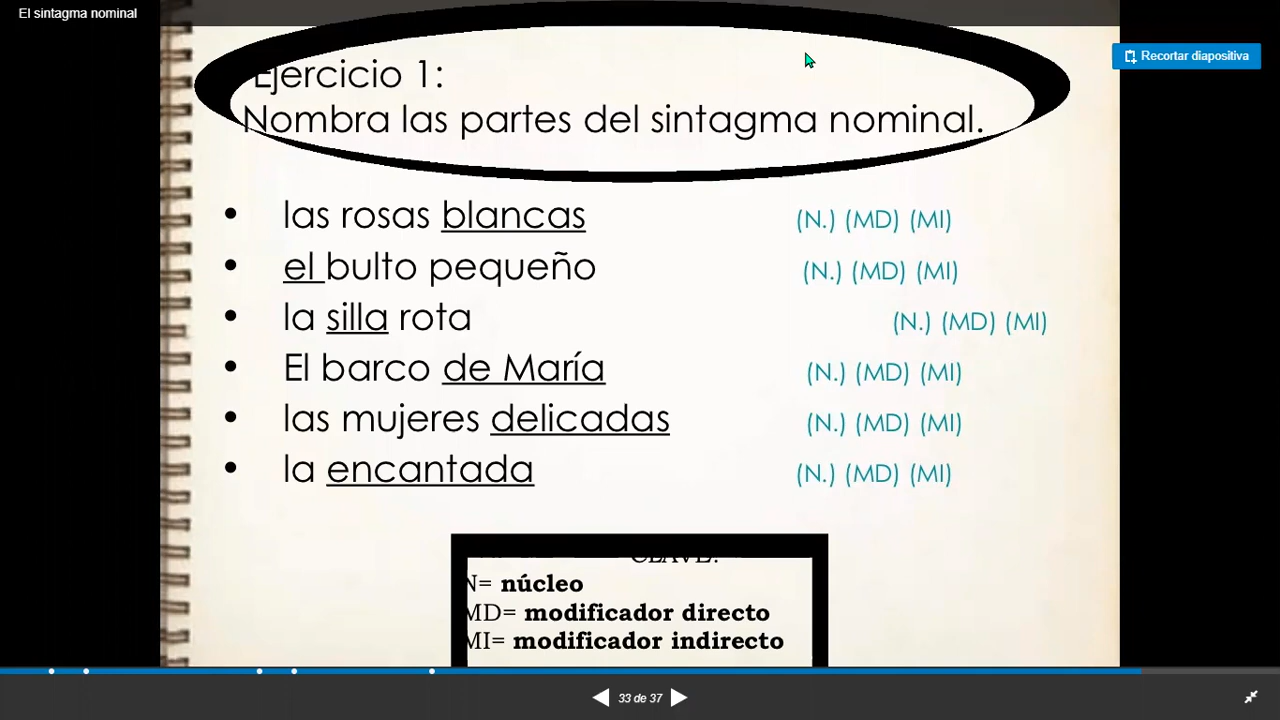 El sintagma nominal
Recortar diapositiva
Ejercicio 1:
Nombra las partes del sintagma nominal.
• las rosas blancas (N.) (MD) (MI)
• el bulto pequeño (N.) (MD) (MI)
• la silla rota (N.) (MD) (MI)
• El barco de María (N.) (MD) (MI)
• las mujeres delicadas (N.) (MD) (MI)
• la encantada (N.) (MD) (MI)
CLAVE:
N= núcleo
MD= modificador directo
MI= modificador indirecto
33 de 37